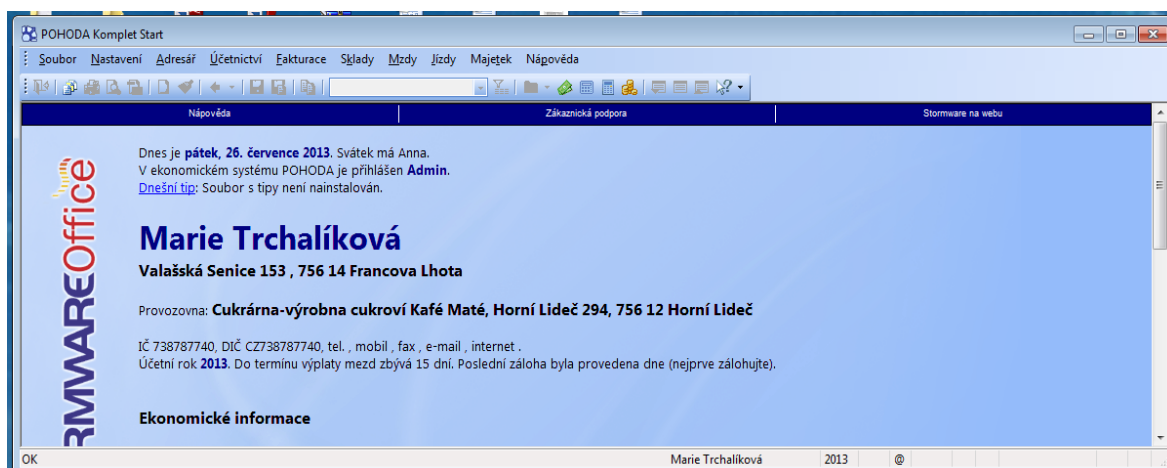 POHODA Komplet Start
Soubor Nastavení Adresář Účetnictví Fakturace Sklady Mzdy Jízdy Majetek Nápověda
Nápověda Zákaznická podpora Stormware na webu
Dnes je pátek, 26. července 2013. Svátek má Anna.
V ekonomickém systému POHODA je přihlášen Admin.
Dnešní tip: Soubor s tipy není nainstalován.
Marie Trchalíková
Valašská Senice 153 , 756 14 Francova Lhota
Provozovna: Cukrárna-výrobna cukroví Kafé Maté, Horní Lideč 294, 756 12 Horní Lideč
IČ 738787740, DIČ CZ738787740, tel. , mobil , fax , e-mail , internet .
Účetní rok 2013. Do termínu výplaty mezd zbývá 15 dní. Poslední záloha byla provedena dne (nejprve zálohujte).
Ekonomické informace
RMWAREOffice
OK Marie Trchalíková 2013 @